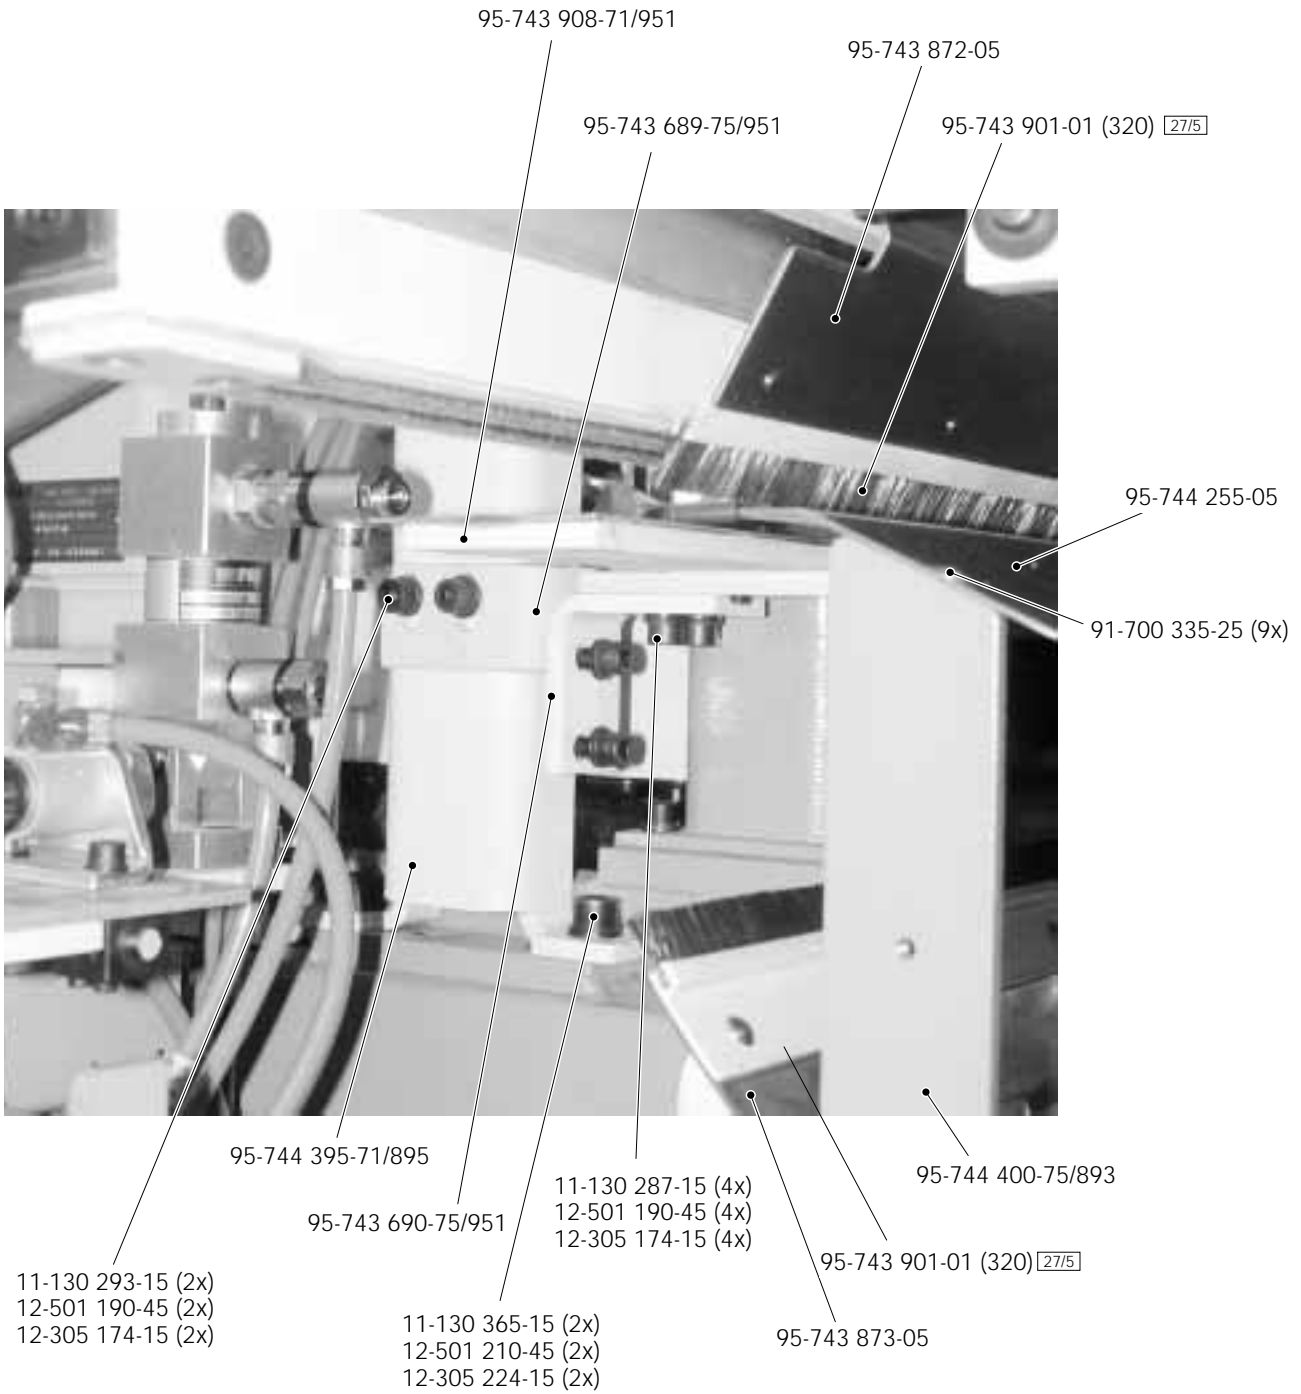 95-743 908-71/951
95-743 872-05
95-743 689-75/951
95-743 901-01 (320) 27/5
95-744 255-05
91-700 335-25 (9x)
95-744 395-71/895
95-744 400-75/893
11-130 287-15 (4x)
12-501 190-45 (4x)
12-305 174-15 (4x)
95-743 690-75/951
95-743 901-01 (320) 27/5
11-130 293-15 (2x)
12-501 190-45 (2x)
12-305 174-15 (2x)
11-130 365-15 (2x)
12-501 210-45 (2x)
12-305 224-15 (2x)
95-743 873-05